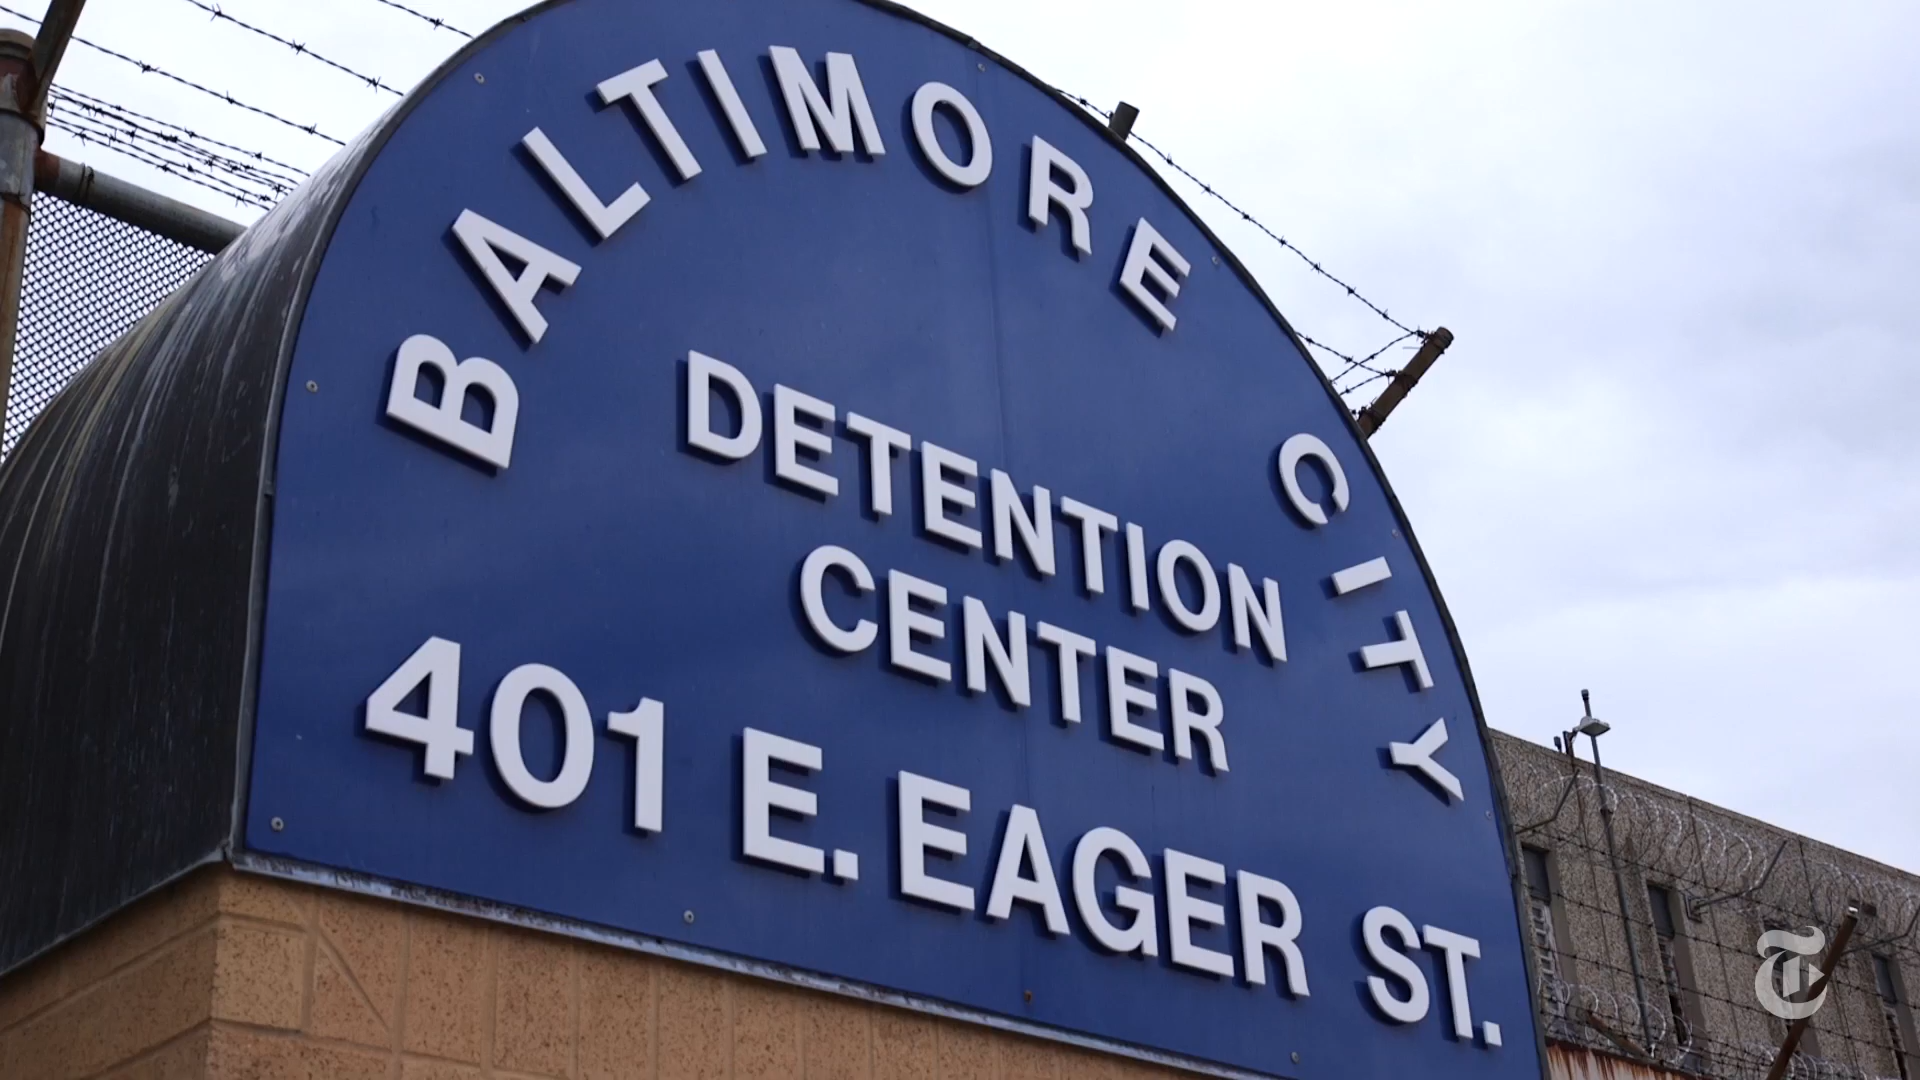 BALTIMORE CITY
DETENTION
CENTER
401 E. EAGER ST.
T